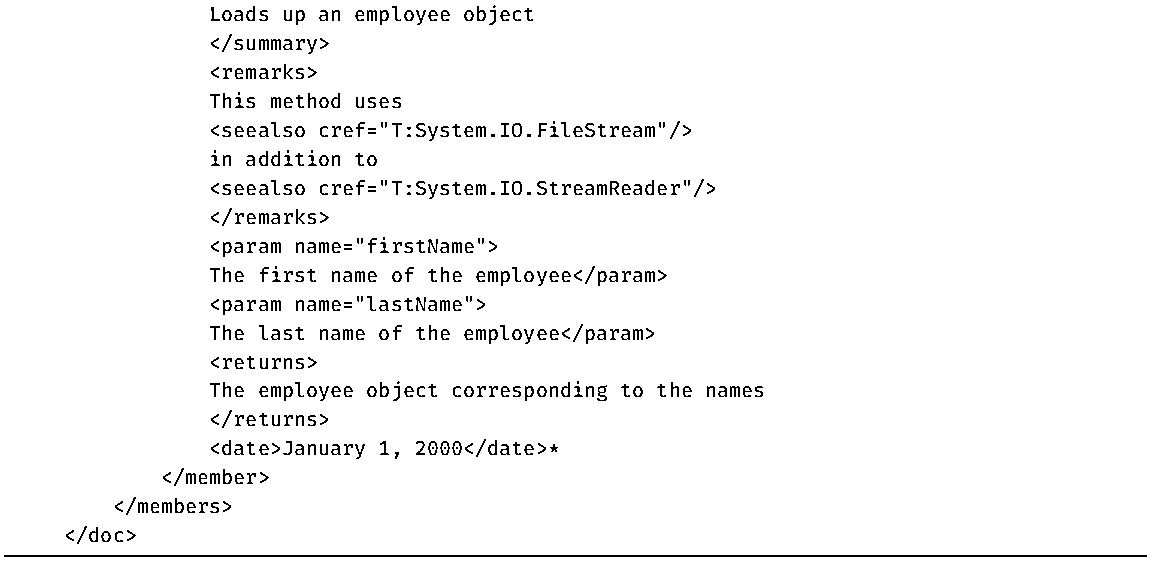 Loads up an employee object
</summary>
<remarks>
This method uses
<seealso cref="T:System.IO.FileStream"/>
in addition to
<seealso cref="T:System.IO.StreamReader"/>
</remarks>
<param name="firstName">
The first name of the employee</param>
<param name="lastName">
The last name of the employee</param>
<returns>
The employee object corresponding to the names
</returns>
<date>January 1, 2000</date>*
</member>
</members>
</doc>